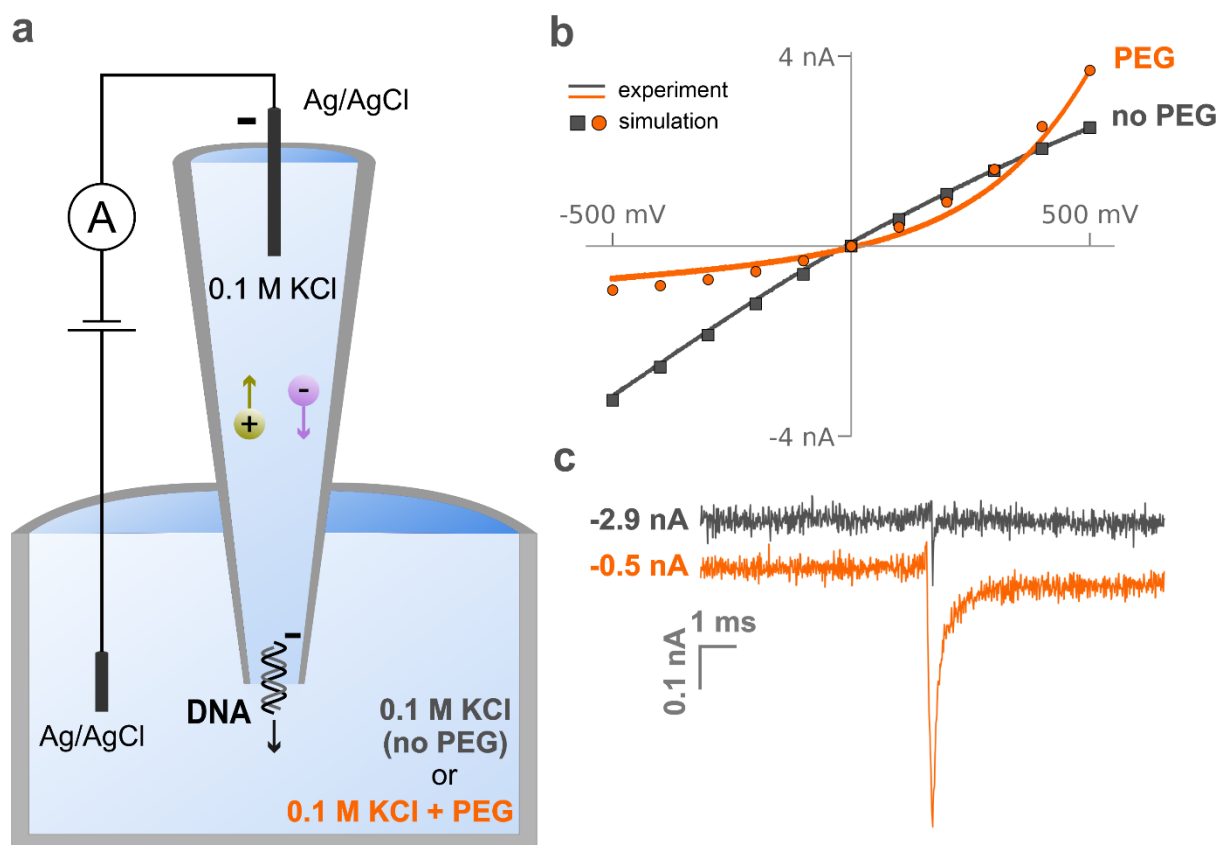 a
Ag/AgCl
-
A
0.1 M KCl
-
+
-
DNA
Ag/AgCl
0.1 M KCl
(no PEG)
or
0.1 M KCl + PEG
b
4 nA
PEG
experiment
simulation
no PEG
-500 mV
500 mV
-4 nA
c
-2.9 nA
-0.5 nA
1 ms
0.1 nA